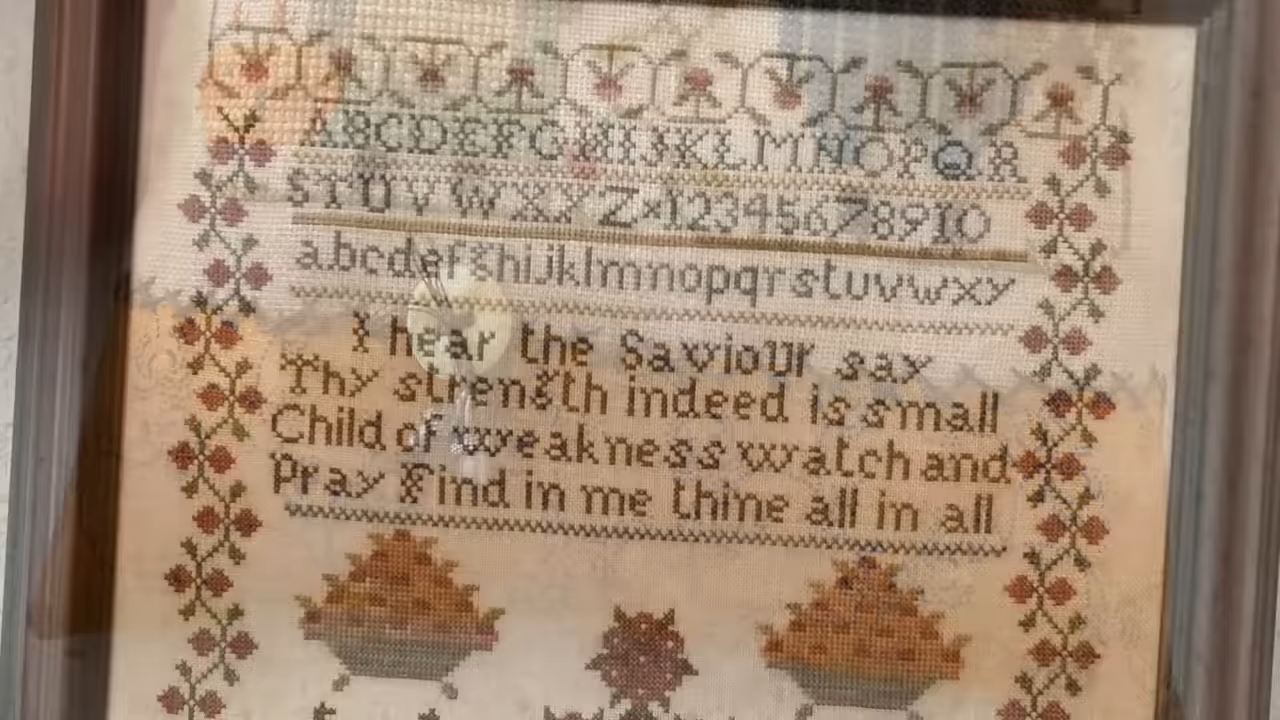 ABCDEFGHIJKLMNOPQR
STUVWXYZ×12345678910
abcdefghijklmnopqrstuvwxy
I hear the Saviour say
Thy strength indeed is small
Child of weakness watch and
Pray Find in me thine all in all